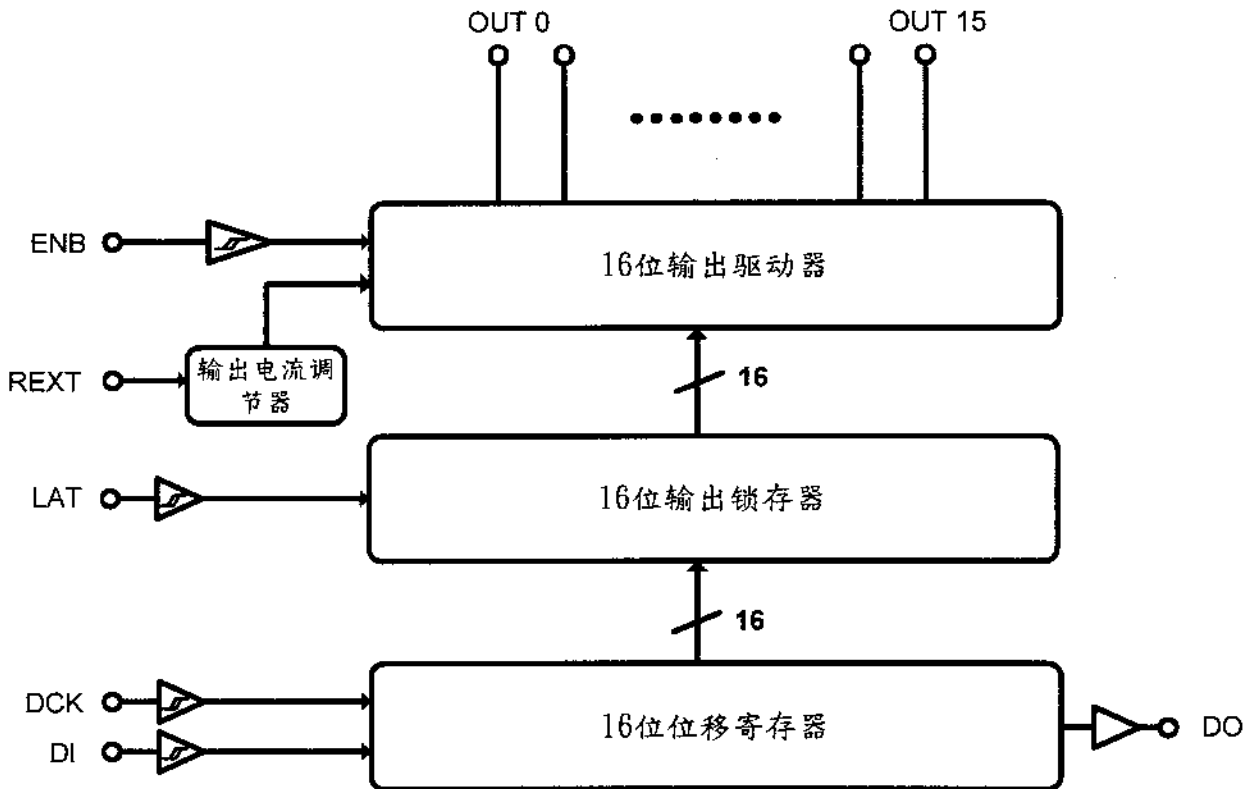 OUT 0
OUT 15
ENB
16位输出驱动器
REXT
输出电流调
节器
16
LAT
16位输出锁存器
16
DCK
16位位移寄存器
DO
DI